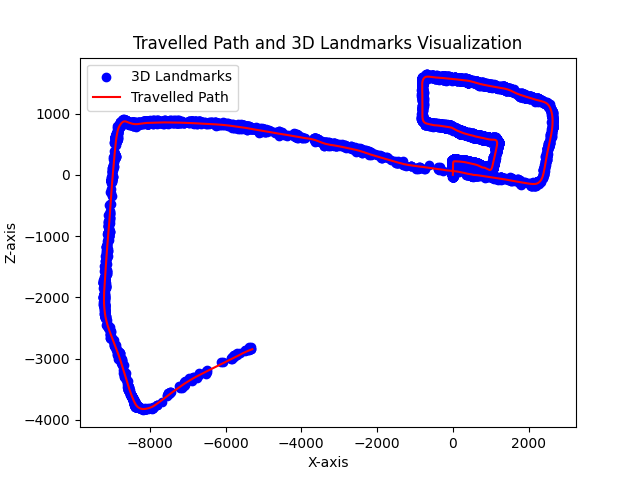 Travelled Path and 3D Landmarks Visualization
3D Landmarks
Travelled Path
1000
0
−1000
−2000
−3000
−4000
Z-axis
−8000 −6000 −4000 −2000 0 2000
X-axis